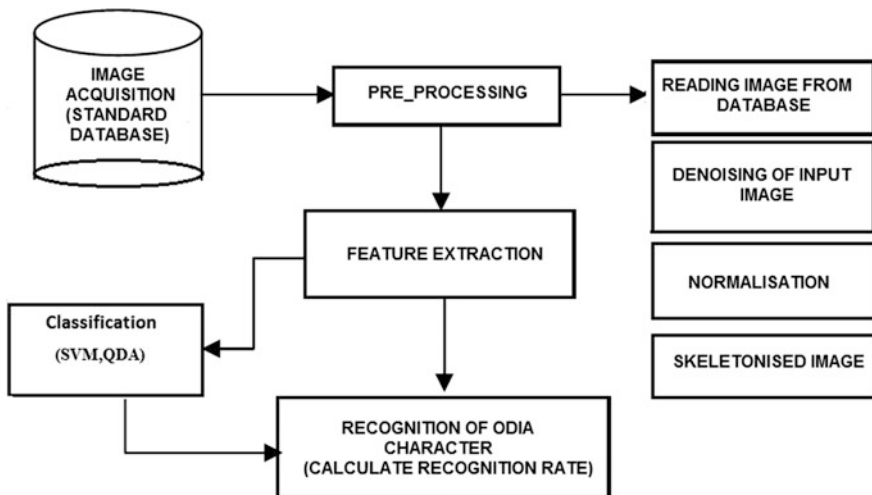 IMAGE
ACQUISITION
(STANDARD
DATABASE)
PRE_PROCESSING
READING IMAGE FROM
DATABASE
DENOISING OF INPUT
IMAGE
NORMALISATION
SKELETONISED IMAGE
FEATURE EXTRACTION
Classification
(SVM,QDA)
RECOGNITION OF ODIA
CHARACTER
(CALCULATE RECOGNITION RATE)